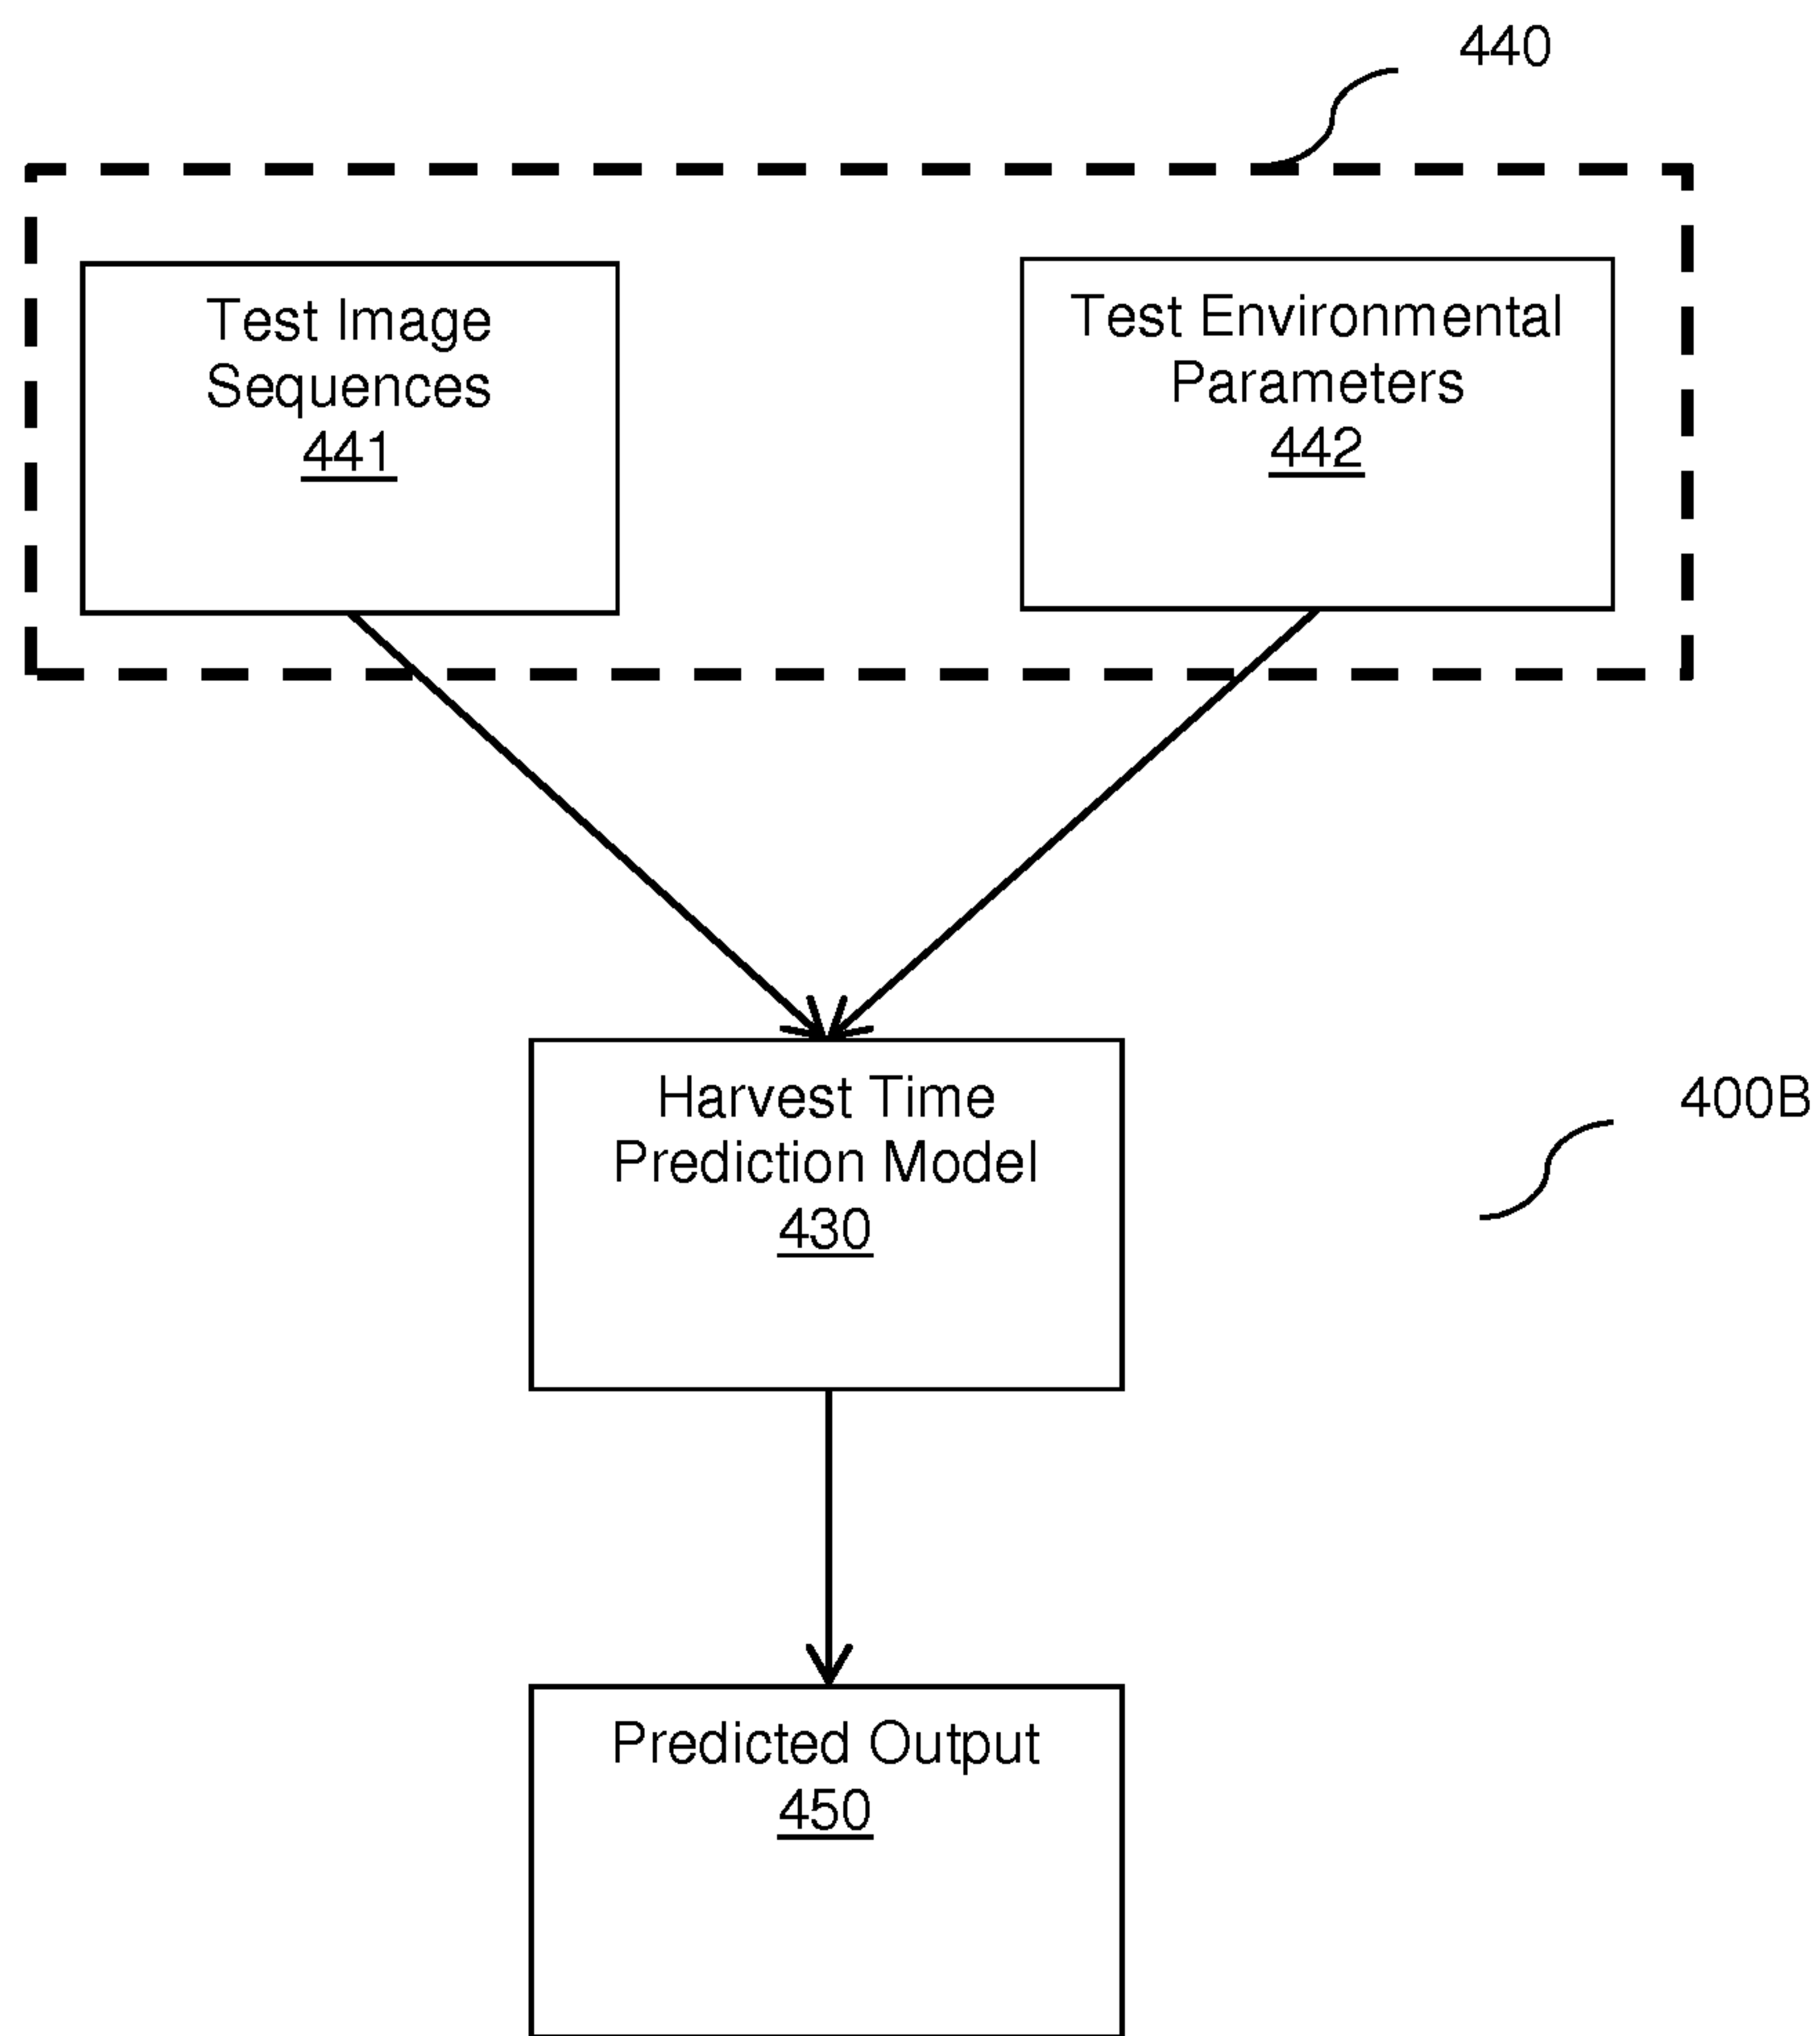 440
Test Image
Sequences
441
Test Environmental
Parameters
442
Harvest Time
Prediction Model
430
400B
Predicted Output
450